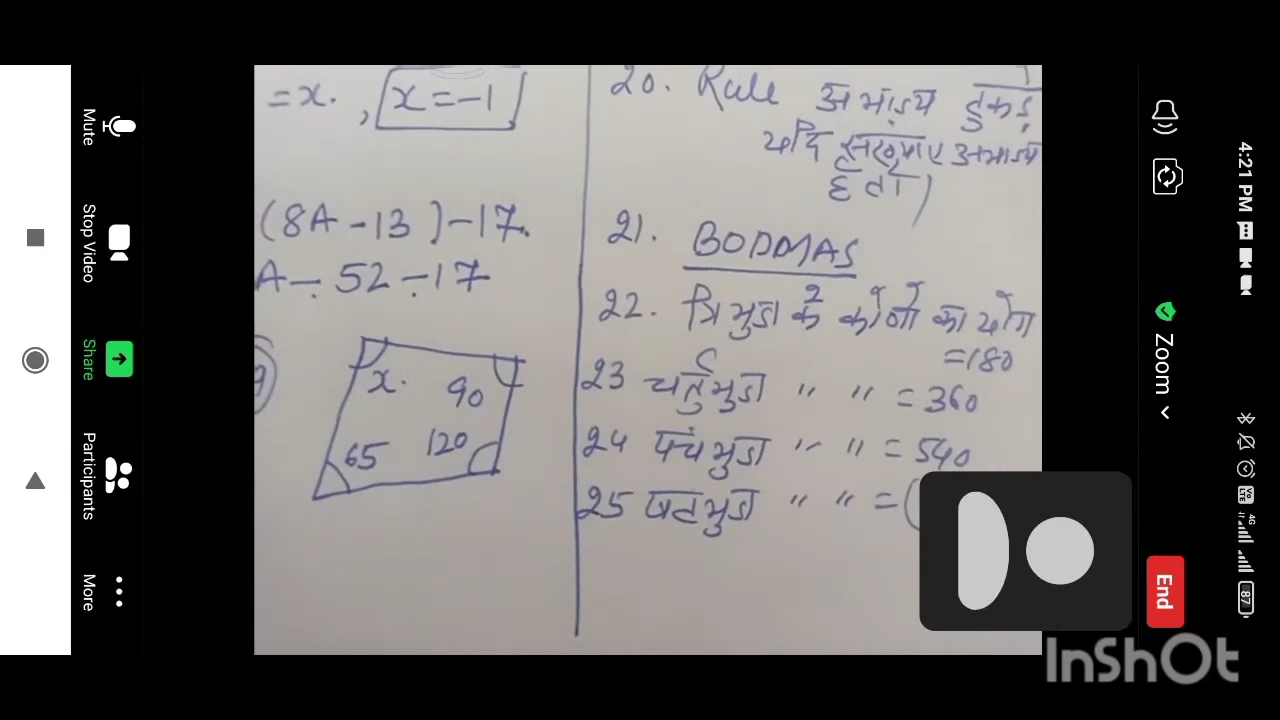 = x. , x = -1
(8A - 13) - 17.
A - 52 - 17
x.
90
65
120
20. Rule अभाज्य टुकड़े
यदि संख्याए अभाज्य
हे तो)
21. BODMAS
22. त्रिभुज के कोणों का योग
= 180
23 चर्तुभुज " " = 360
24 पंचभुज " " = 540
25 षटभुज " " = (
Mute
Stop Video
Share
Participants
More
4:21 PM
Zoom
End
87
InShOt